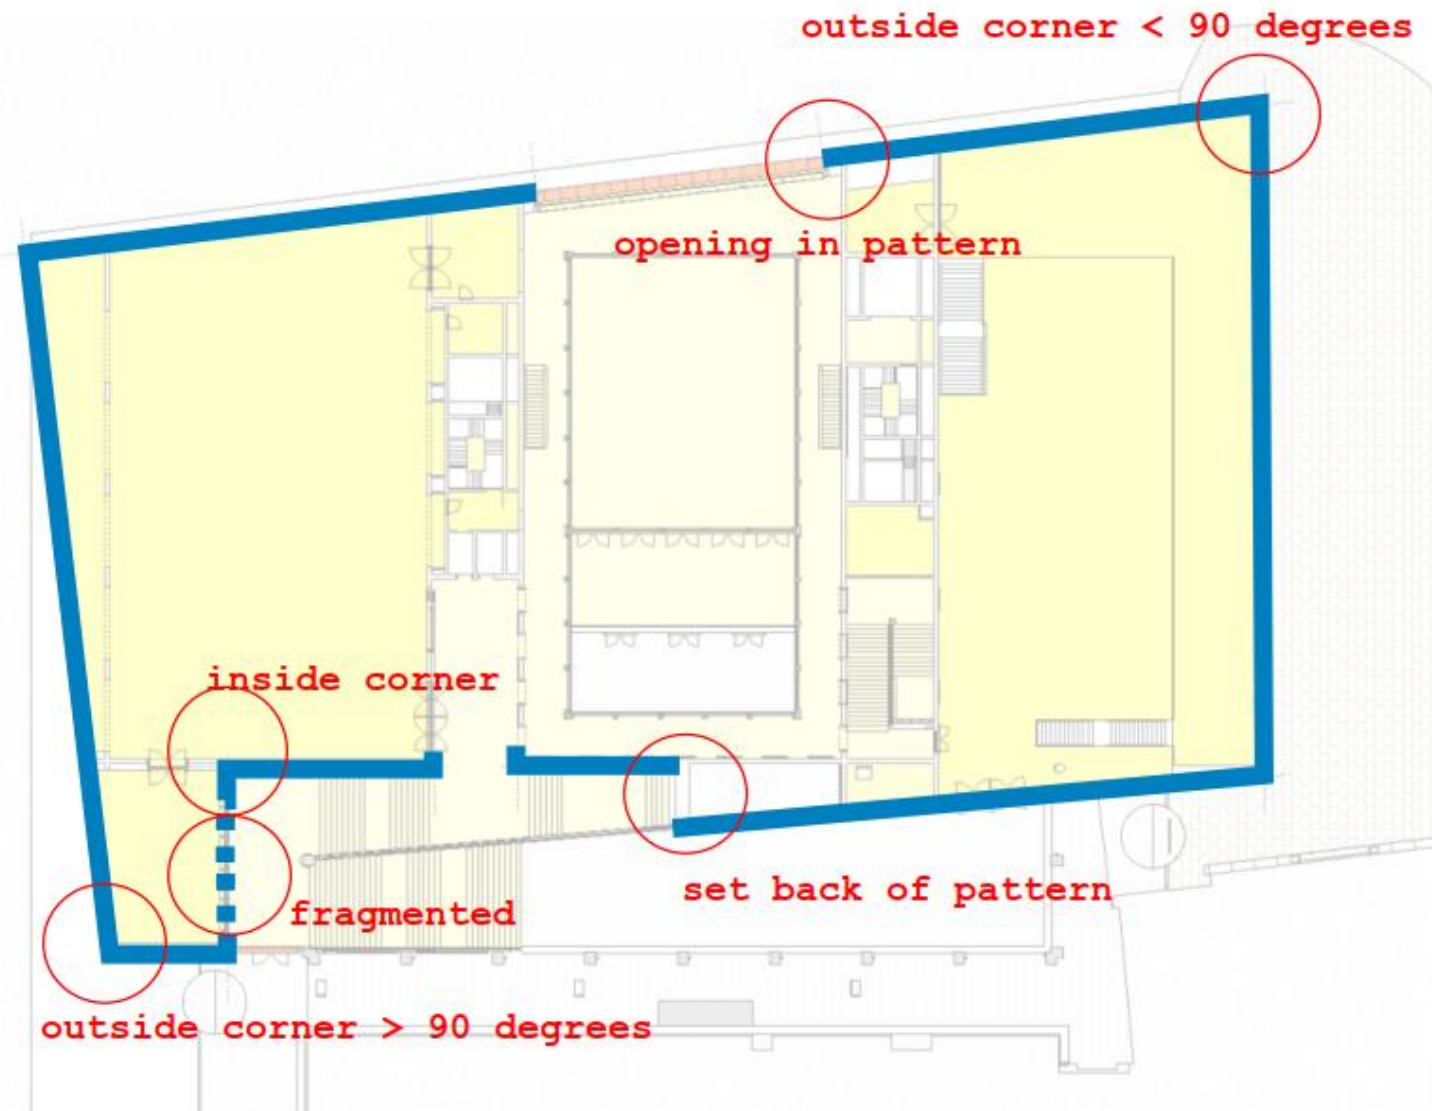 outside corner < 90 degrees
opening in pattern
inside corner
set back of pattern
fragmented
outside corner > 90 degrees